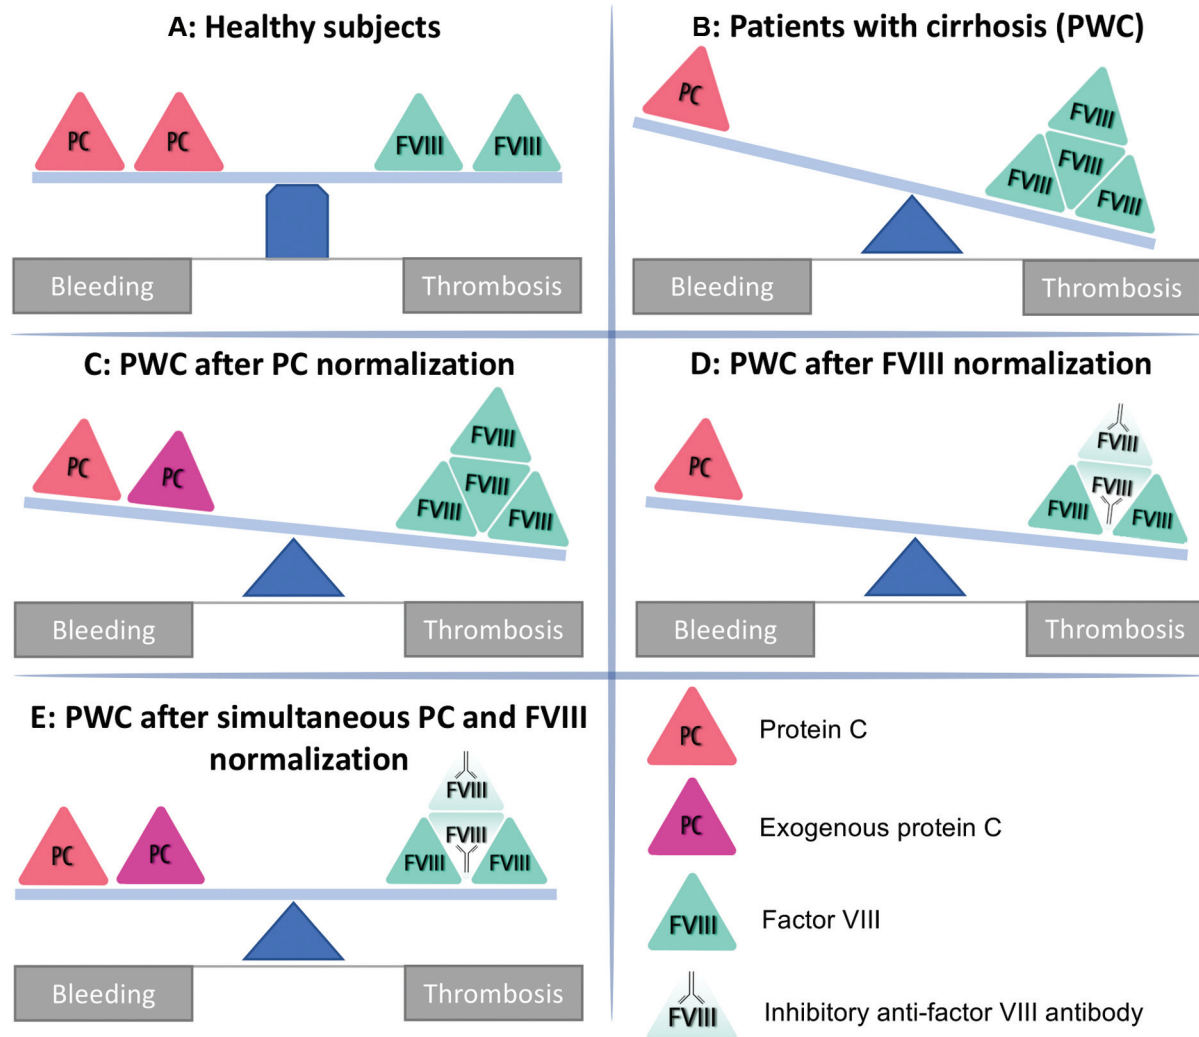 A: Healthy subjects
PC
PC
FVIII
FVIII
Bleeding
Thrombosis
B: Patients with cirrhosis (PWC)
PC
FVIII
FVIII
FVIII
FVIII
Bleeding
Thrombosis
C: PWC after PC normalization
PC
PC
FVIII
FVIII
FVIII
FVIII
Bleeding
Thrombosis
D: PWC after FVIII normalization
PC
FVIII
FVIII
FVIII
FVIII
Bleeding
Thrombosis
E: PWC after simultaneous PC and FVIII
normalization
PC
PC
FVIII
FVIII
FVIII
FVIII
Bleeding
Thrombosis
PC
Protein C
PC
Exogenous protein C
FVIII
Factor VIII
FVIII
Inhibitory anti-factor VIII antibody